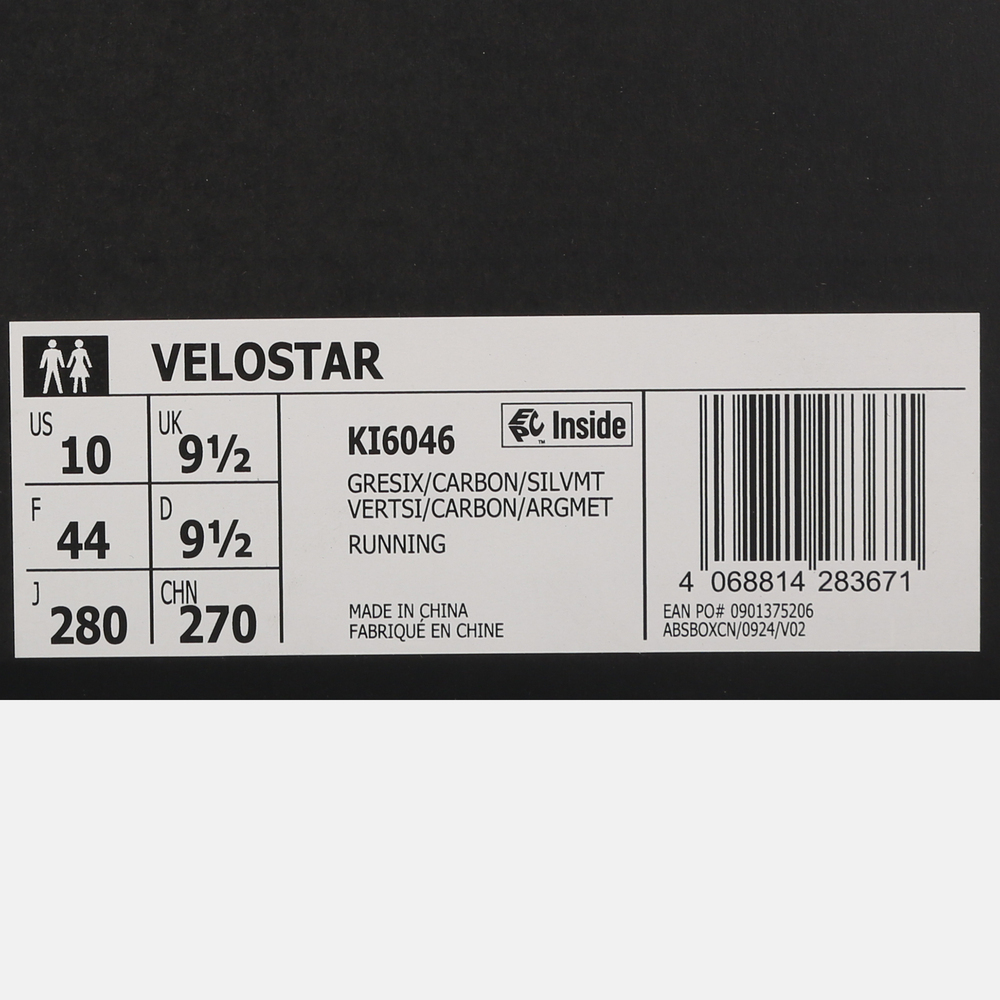 VELOSTAR
US 10
UK 9½
F 44
D 9½
J 280
CHN 270
KI6046
EPC™ Inside
GRESIX/CARBON/SILVMT
VERTSI/CARBON/ARGMET
RUNNING
MADE IN CHINA
FABRIQUÉ EN CHINE
4 068814 283671
EAN PO# 0901375206
ABSBOXCN/0924/V02